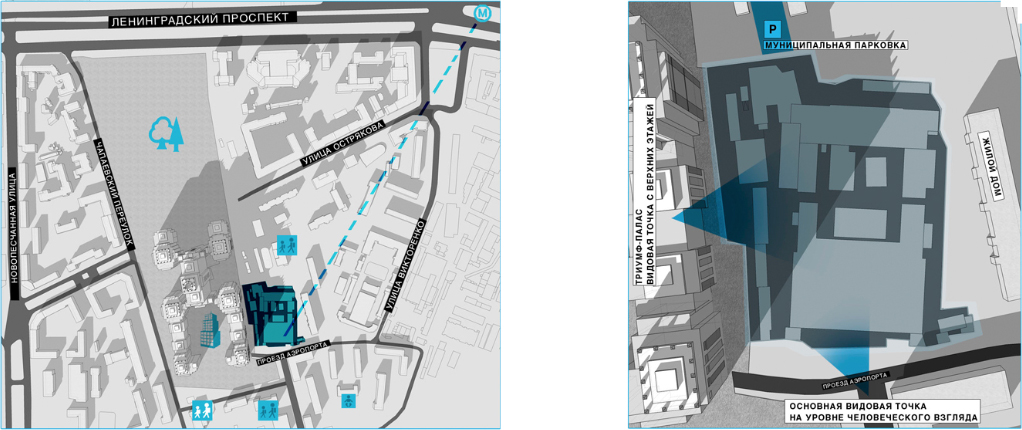 ЛЕНИНГРАДСКИЙ ПРОСПЕКТ
М
ЧАПАЕВСКИЙ ПЕРЕУЛОК
УЛИЦА ОСТРЯКОВА
НОВОПЕСЧАННАЯ УЛИЦА
УЛИЦА ВИКТОРЕНКО
ПРОЕЗД АЭРОПОРТА
P
МУНИЦИПАЛЬНАЯ ПАРКОВКА
ТРИУМФ-ПАЛАС
ВИДОВАЯ ТОЧКА С ВЕРХНИХ ЭТАЖЕЙ
ЖИЛОЙ ДОМ
ПРОЕЗД АЭРОПОРТА
ОСНОВНАЯ ВИДОВАЯ ТОЧКА
НА УРОВНЕ ЧЕЛОВЕЧЕСКОГО ВЗГЛЯДА